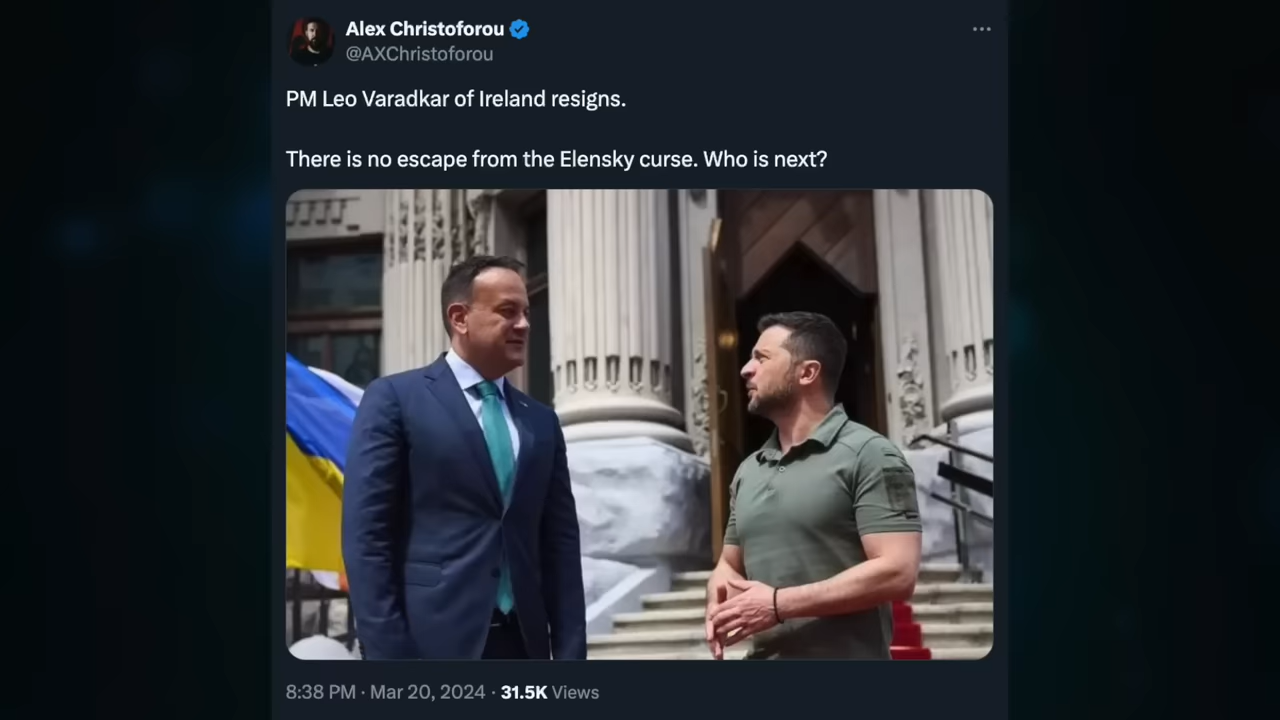 Alex Christoforou
@AXChristoforou
PM Leo Varadkar of Ireland resigns.
There is no escape from the Elensky curse. Who is next?
8:38 PM · Mar 20, 2024 · 31.5K Views